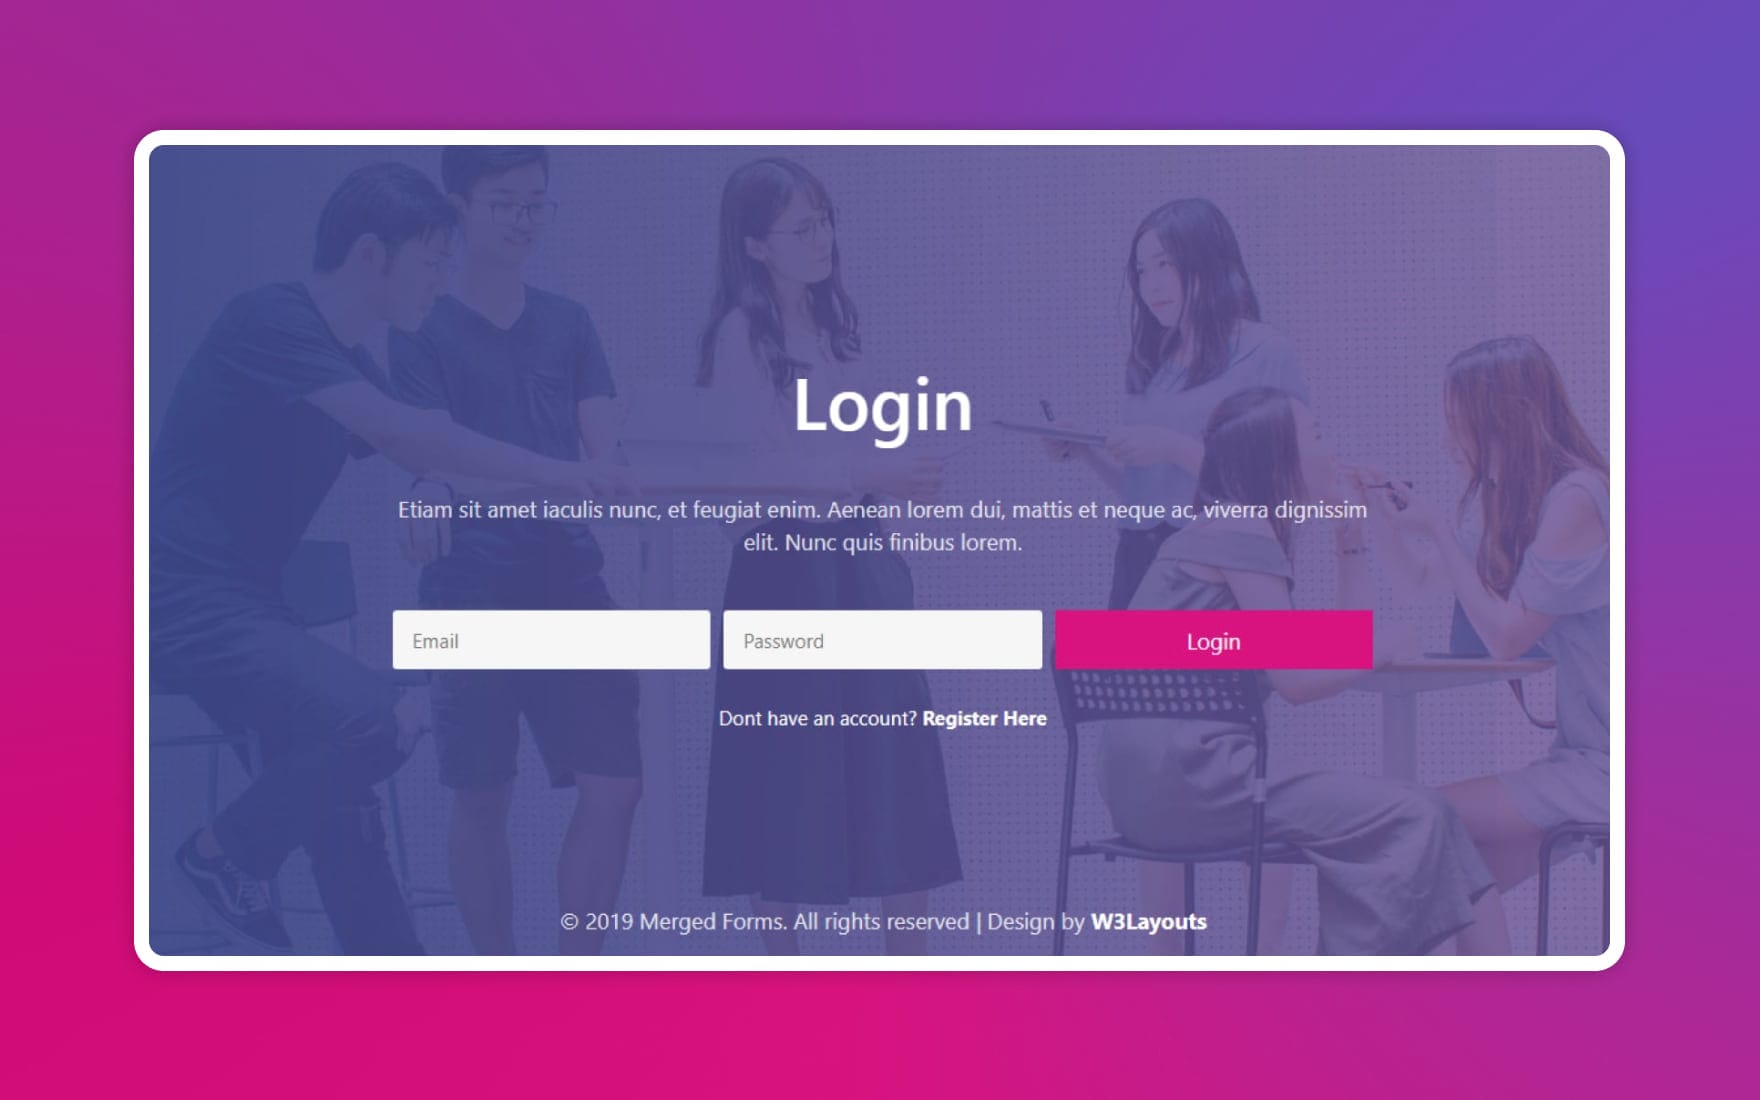 Login
Etiam sit amet iaculis nunc, et feugiat enim. Aenean lorem dui, mattis et neque ac, viverra dignissim
elit. Nunc quis finibus lorem.
Email
Password
Login
Dont have an account? Register Here
© 2019 Merged Forms. All rights reserved | Design by W3Layouts